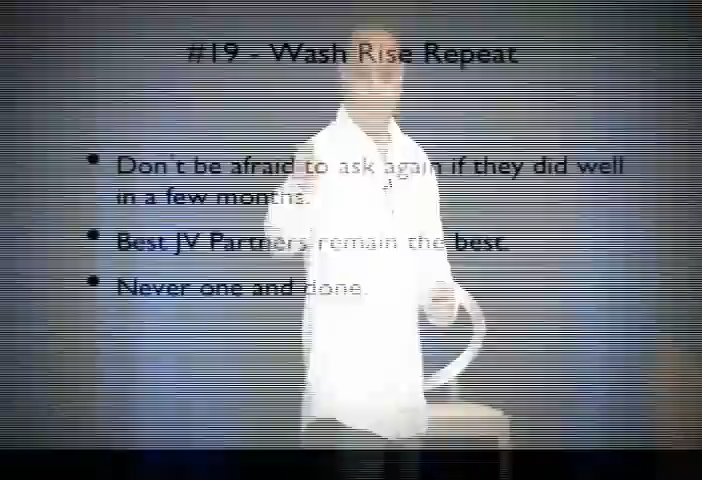 #19 - Wash Rise Repeat
• Don't be afraid to ask again if they did well
in a few months.
• Best JV Partners remain the best.
• Never one and done.